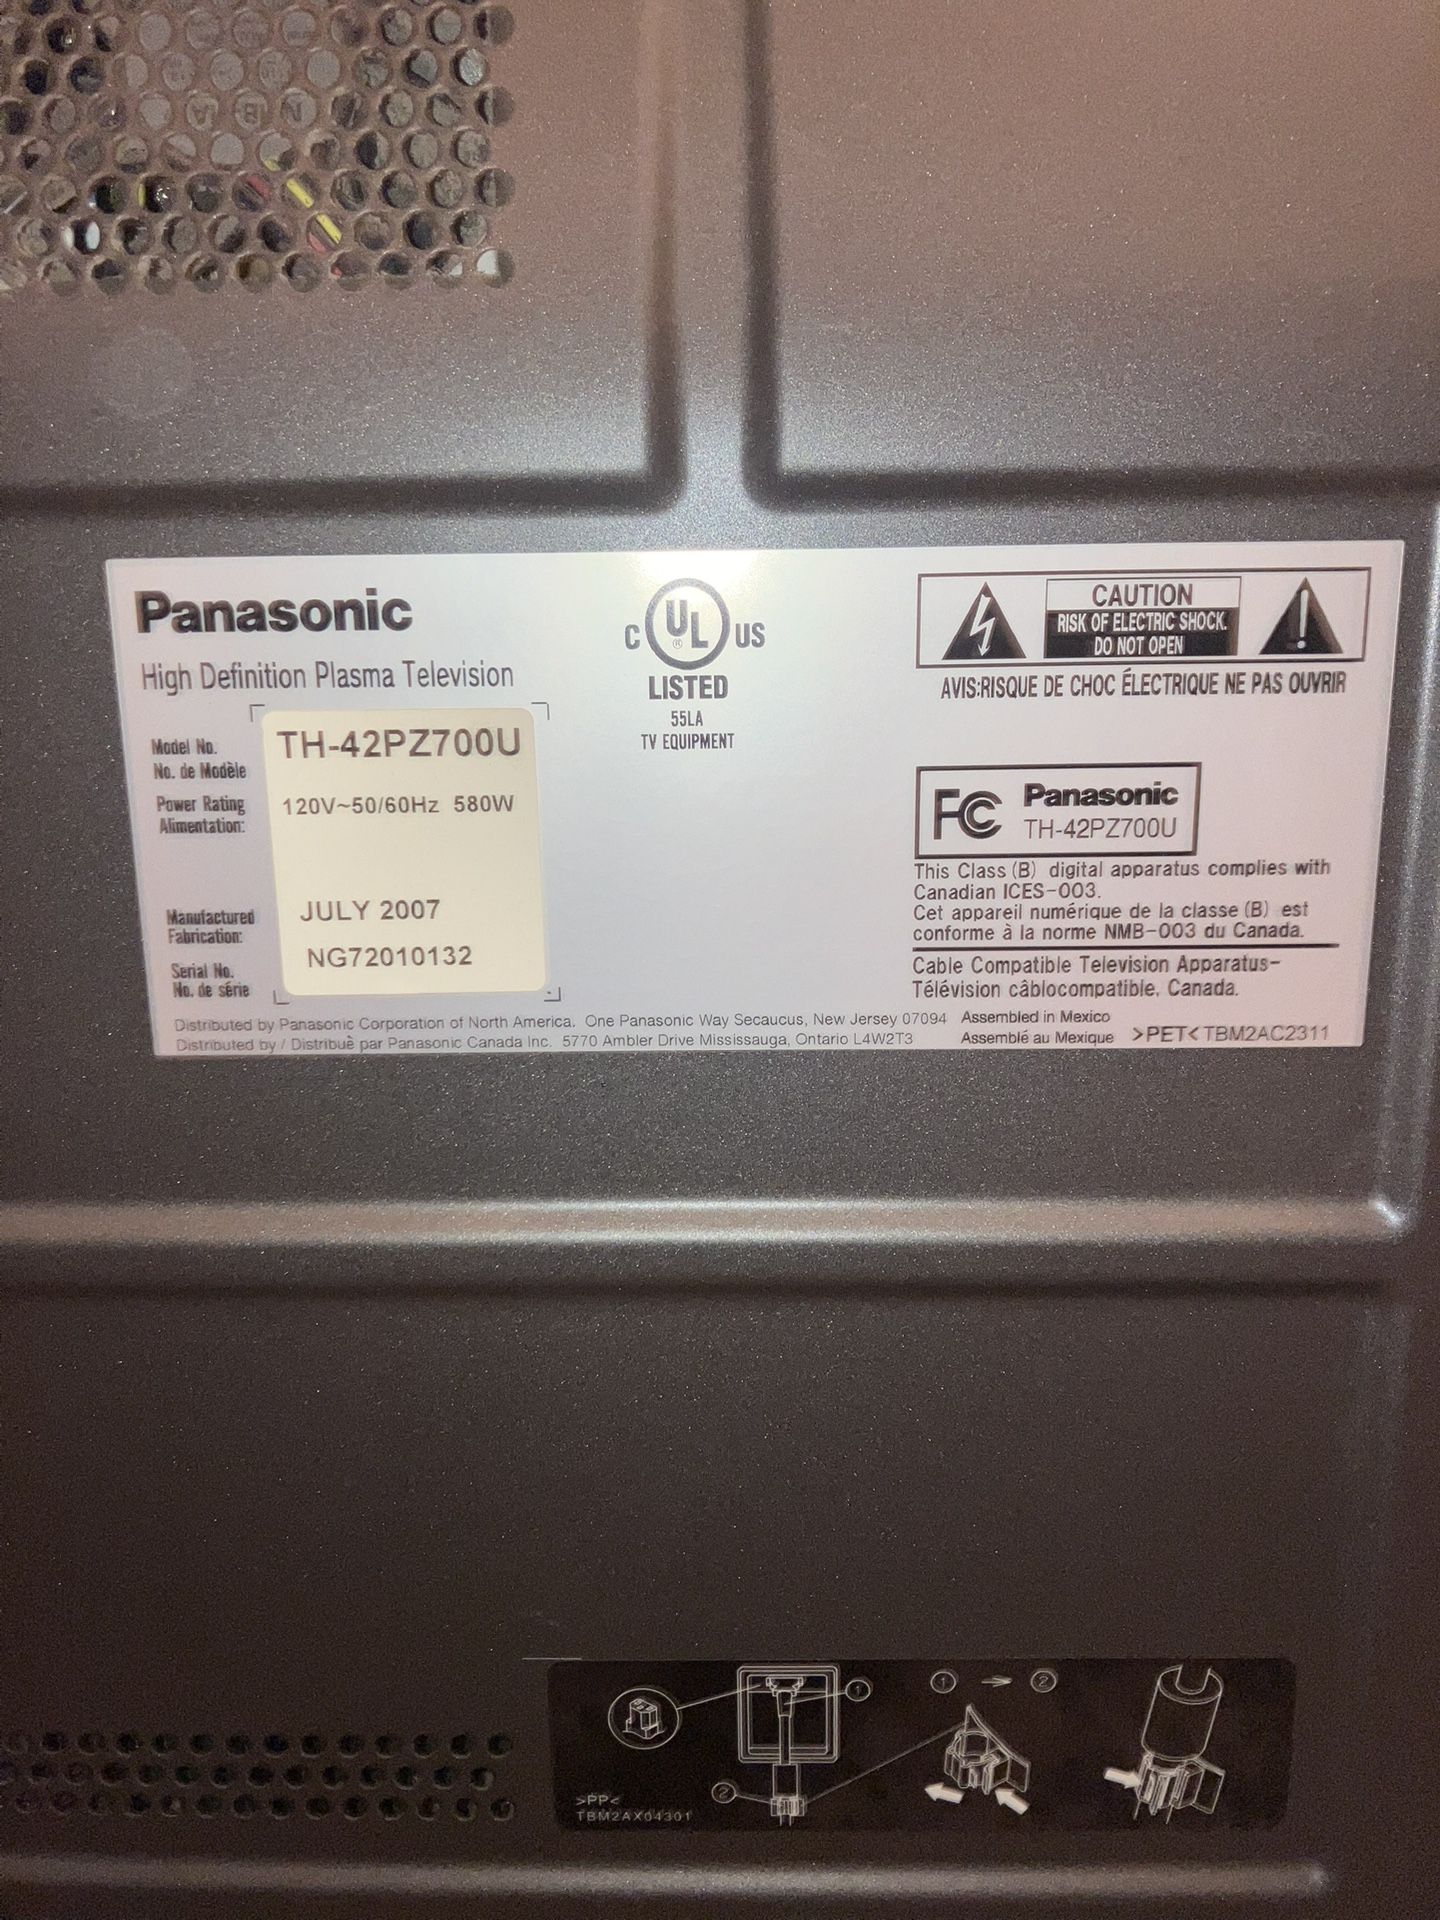 Panasonic
High Definition Plasma Television
Model No.
No. de Modèle
TH-42PZ700U
Power Rating
Alimentation:
120V~50/60Hz 580W
Manufactured
Fabrication:
JULY 2007
Serial No.
No. de série
NG72010132
C UL ® US
LISTED
55LA
TV EQUIPMENT
CAUTION
RISK OF ELECTRIC SHOCK.
DO NOT OPEN
AVIS:RISQUE DE CHOC ÉLECTRIQUE NE PAS OUVRIR
FC Panasonic
TH-42PZ700U
This Class (B) digital apparatus complies with
Canadian ICES-003.
Cet appareil numérique de la classe (B) est
conforme à la norme NMB-003 du Canada.
Cable Compatible Television Apparatus-
Télévision câblocompatible, Canada.
Distributed by Panasonic Corporation of North America. One Panasonic Way Secaucus, New Jersey 07094
Distributed by / Distribuè par Panasonic Canada Inc. 5770 Ambler Drive Mississauga, Ontario L4W2T3
Assembled in Mexico
Assemblé au Mexique >PET< TBM2AC2311
1
2
1 → 2
>PP<
TBM2AX04301